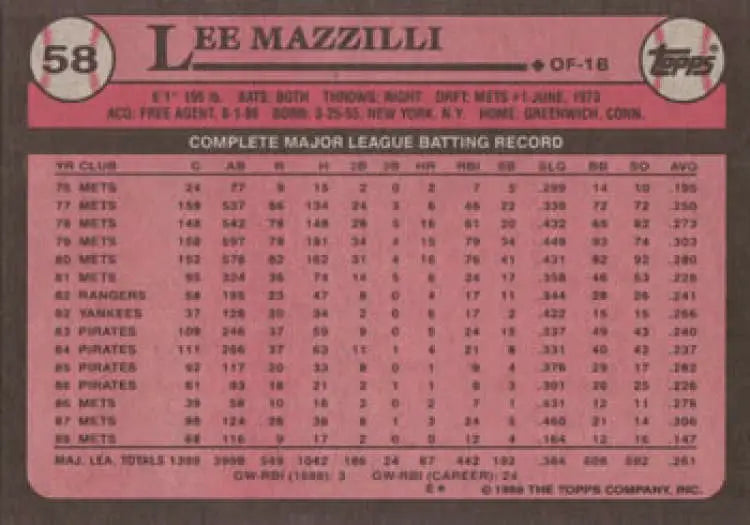 58 LEE MAZZILLI ◆ OF-1B Topps
6'1" 195 lb. BATS: BOTH THROWS: RIGHT DRFT: METS #1-JUNE, 1973
ACQ: FREE AGENT, BORN: 3-25-55, NEW YORK, N.Y. HOME: GREENWICH, CONN.
COMPLETE MAJOR LEAGUE BATTING RECORD
YR CLUB G AB R H 2B 3B HR RBI SB SLG BB SO AVG
76 METS 24 77 9 15 2 0 2 7 5 .299 14 10 .195
77 METS 159 537 66 134 24 3 6 46 22 .339 72 72 .250
78 METS 148 542 78 148 28 5 16 61 20 .432 69 82 .273
79 METS 158 597 78 181 34 4 15 79 34 .449 93 74 .303
80 METS 152 578 82 162 31 4 16 76 41 .431 82 92 .280
81 METS 95 324 36 74 14 5 6 24 17 .358 46 53 .228
82 RANGERS 58 195 23 47 8 0 4 17 11 .344 28 26 .241
82 YANKEES 37 128 20 34 2 0 6 17 2 .422 15 15 .266
83 PIRATES 109 246 37 59 9 0 5 24 15 .337 49 43 .240
84 PIRATES 111 266 37 63 11 1 4 21 8 .331 40 42 .237
85 PIRATES 92 117 20 33 8 0 1 9 4 .376 29 17 .282
86 PIRATES 61 93 18 21 2 1 1 8 3 .301 26 25 .226
86 METS 39 58 10 16 3 0 2 7 1 .431 12 11 .276
87 METS 88 124 26 38 8 1 3 24 5 .460 21 14 .306
88 METS 68 116 9 17 2 0 0 12 4 .164 12 16 .147
MAJ. LEA. TOTALS 1399 3998 549 1042 186 24 87 442 192 .384 608 592 .261
GW-RBI (1988): 3 GW-RBI (CAREER): 24
E* © 1988 THE TOPPS COMPANY, INC.